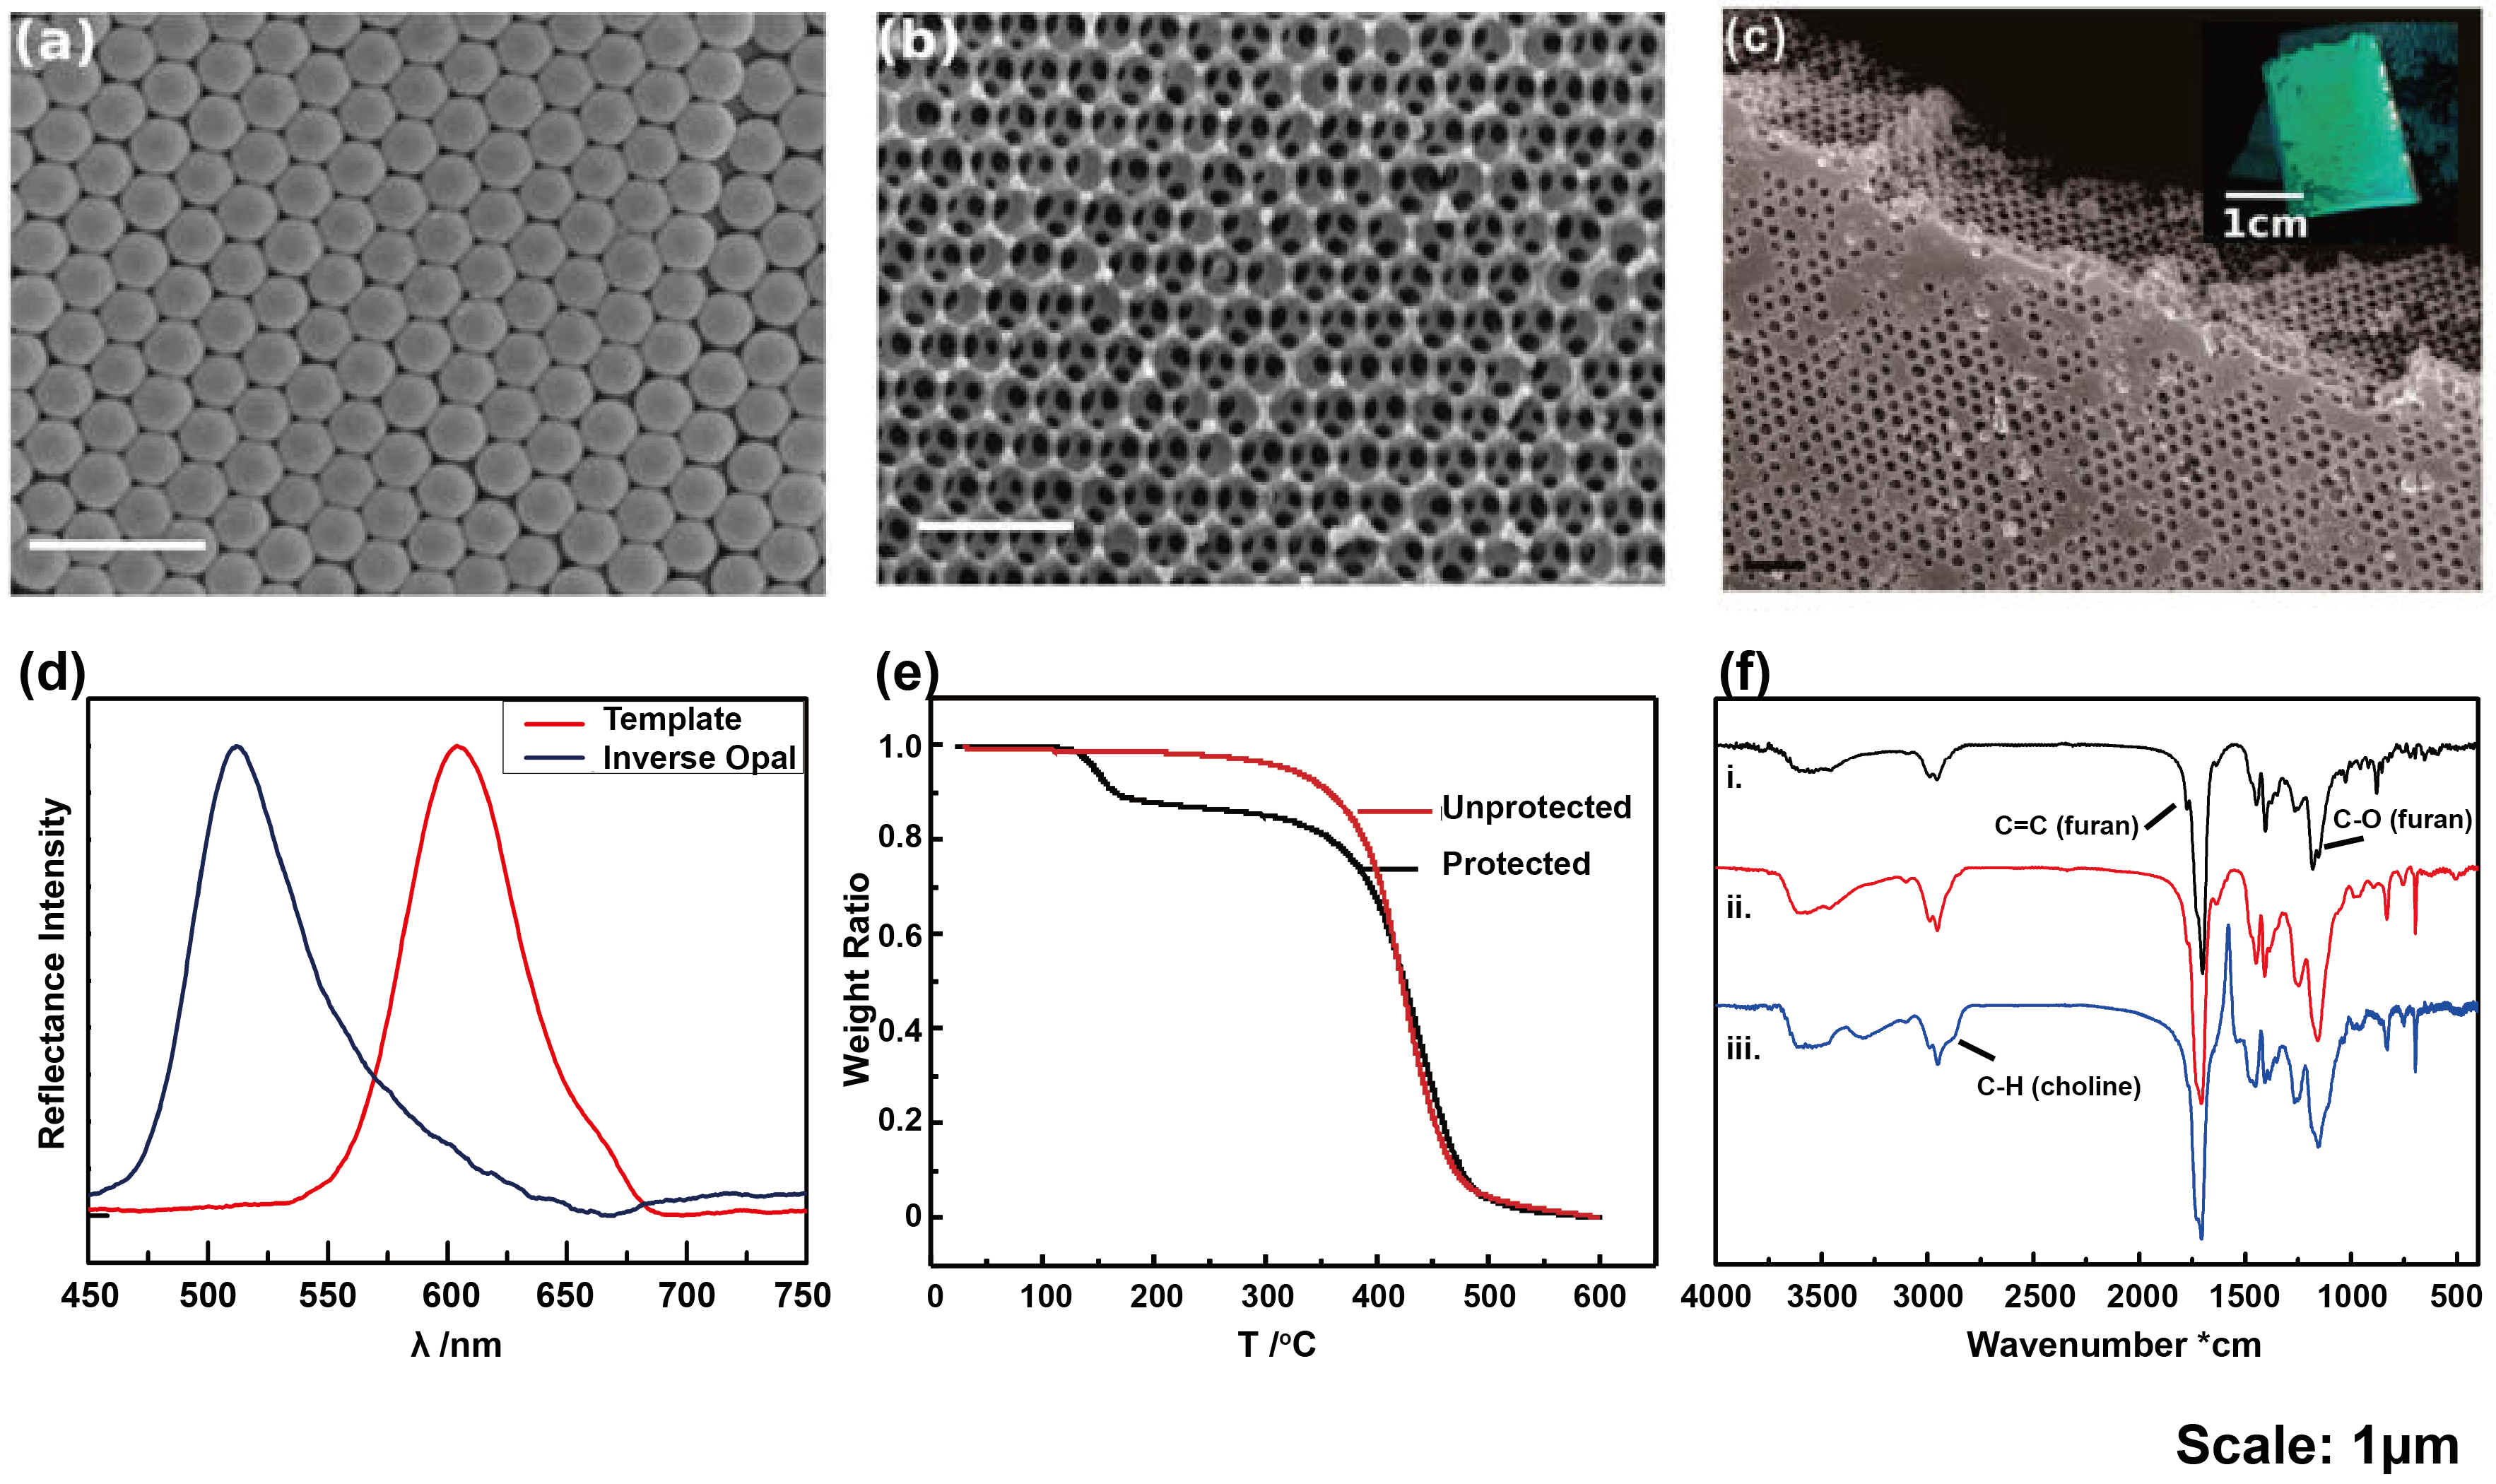 (a)
(b)
(c)
1cm
(d)
Template
Inverse Opal
Reflectance Intensity
450 500 550 600 650 700 750
λ /nm
(e)
1.0
0.8
0.6
0.4
0.2
0
Unprotected
Protected
Weight Ratio
0 100 200 300 400 500 600
T /°C
(f)
i.
C=C (furan)
C-O (furan)
ii.
iii.
C-H (choline)
4000 3500 3000 2500 2000 1500 1000 500
Wavenumber *cm
Scale: 1μm